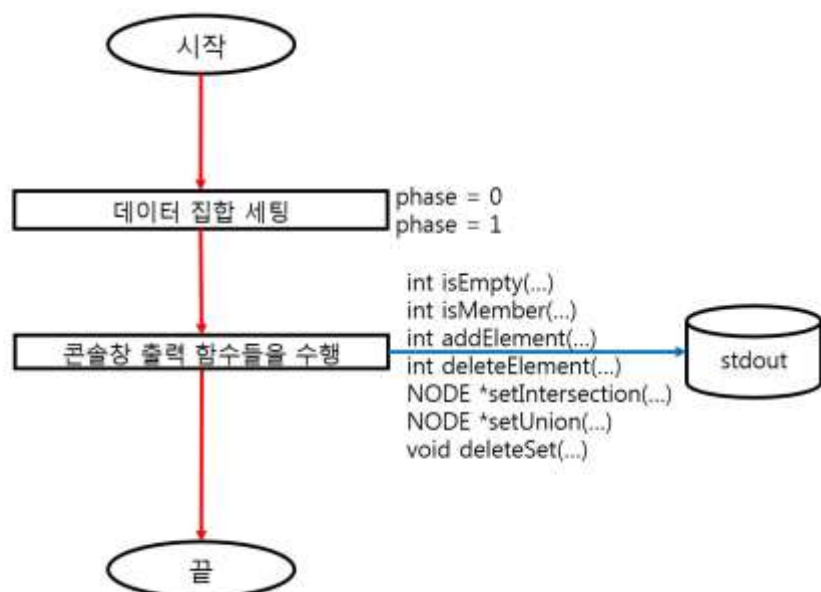 시작
데이터 집합 세팅
phase = 0
phase = 1
콘솔창 출력 함수들을 수행
int isEmpty(...)
int isMember(...)
int addElement(...)
int deleteElement(...)
NODE *setIntersection(...)
NODE *setUnion(...)
void deleteSet(...)
stdout
끝